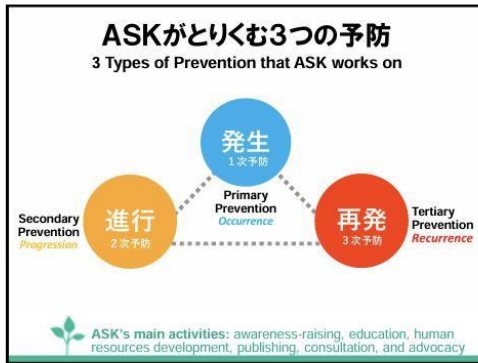 ASKがとりくむ3つの予防
3 Types of Prevention that ASK works on
発生
1次予防
Primary
Prevention
Occurrence
Secondary
Prevention
Progression
進行
2次予防
再発
3次予防
Tertiary
Prevention
Recurrence
ASK's main activities: awareness-raising, education, human
resources development, publishing, consultation, and advocacy